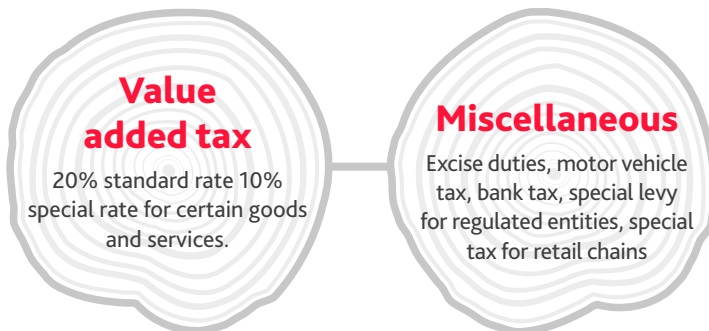 Value
added tax
20% standard rate 10%
special rate for certain goods
and services.
Miscellaneous
Excise duties, motor vehicle
tax, bank tax, special levy
for regulated entities, special
tax for retail chains